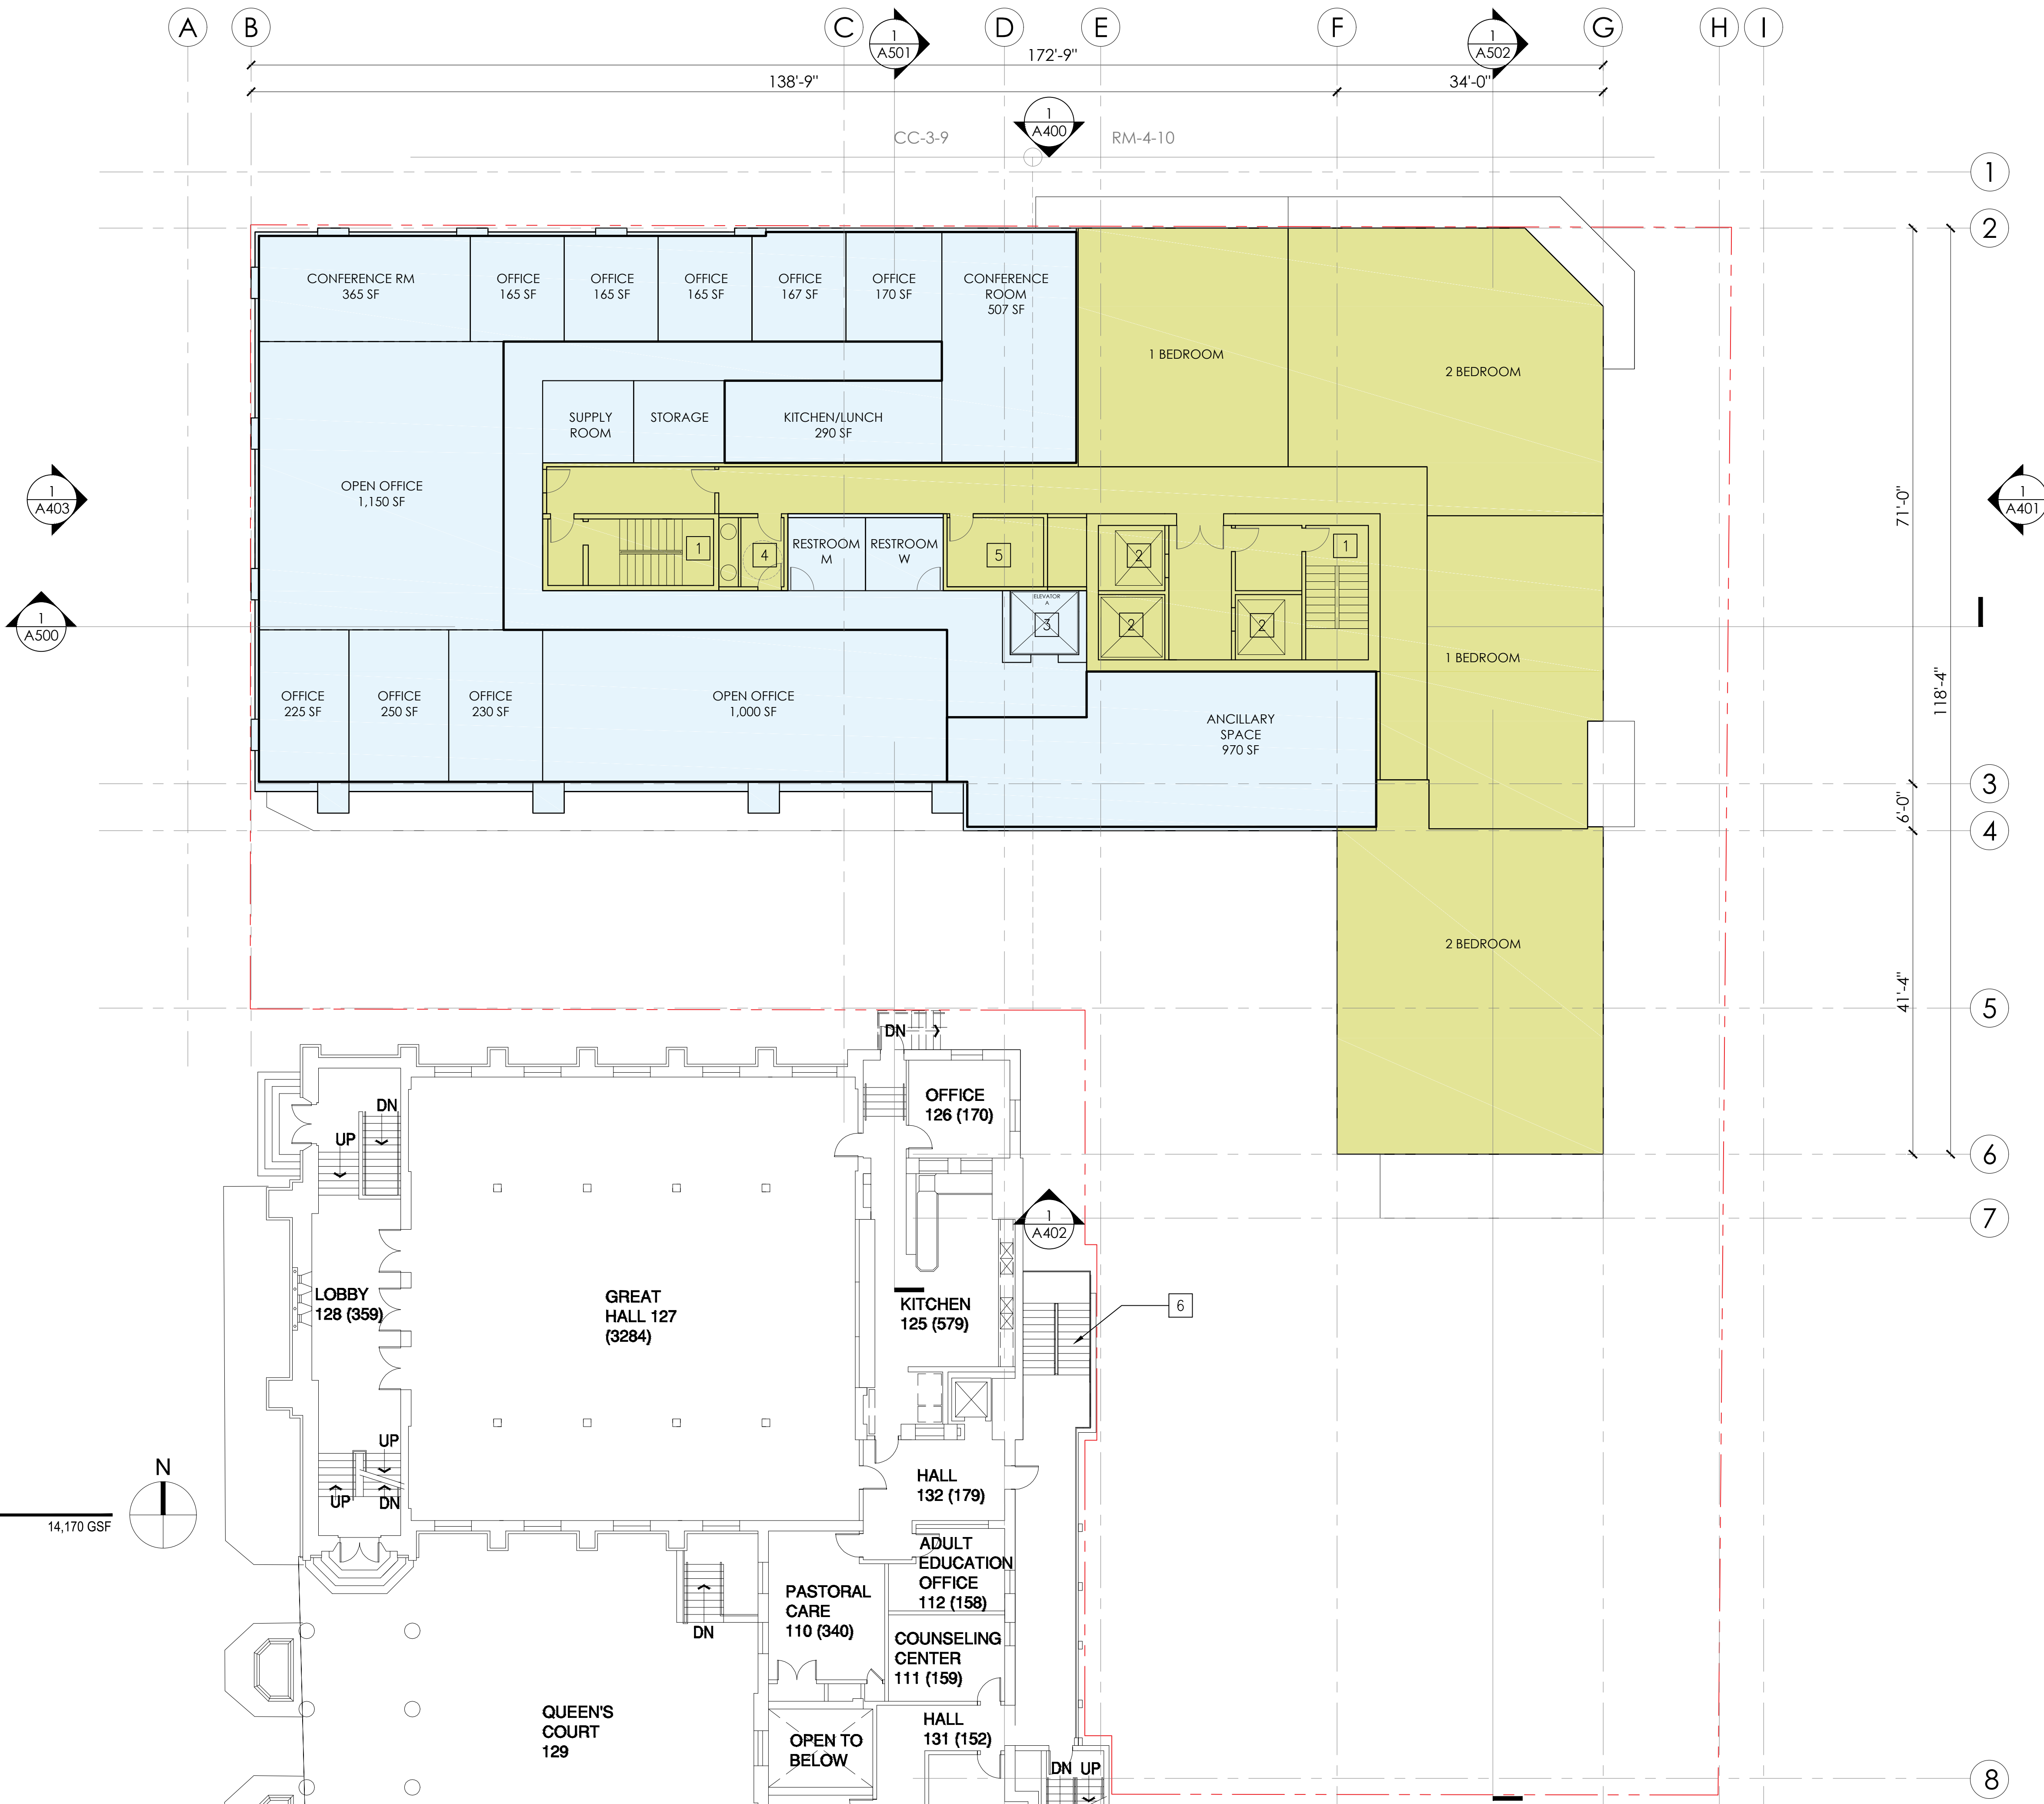 A
B
C
D
E
F
G
H
I
1
A501
1
A502
172'-9"
138'-9"
34'-0"
1
A400
CC-3-9
RM-4-10
1
2
CONFERENCE RM
365 SF
OFFICE
165 SF
OFFICE
165 SF
OFFICE
165 SF
OFFICE
167 SF
OFFICE
170 SF
CONFERENCE
ROOM
507 SF
1 BEDROOM
2 BEDROOM
SUPPLY
ROOM
STORAGE
KITCHEN/LUNCH
290 SF
OPEN OFFICE
1,150 SF
1
A403
1
A401
71'-0"
1
4
RESTROOM
M
RESTROOM
W
5
2
1
ELEVATOR
A
3
2
2
1
A500
1 BEDROOM
118'-4"
OFFICE
225 SF
OFFICE
250 SF
OFFICE
230 SF
OPEN OFFICE
1,000 SF
ANCILLARY
SPACE
970 SF
3
6'-0"
4
2 BEDROOM
41'-4"
5
DN
OFFICE
126 (170)
DN
UP
6
7
1
A402
LOBBY
128 (359)
GREAT
HALL 127
(3284)
KITCHEN
125 (579)
6
UP
UP
DN
HALL
132 (179)
N
14,170 GSF
ADULT
EDUCATION
OFFICE
112 (158)
PASTORAL
CARE
110 (340)
DN
COUNSELING
CENTER
111 (159)
QUEEN'S
COURT
129
HALL
131 (152)
OPEN TO
BELOW
DN
UP
8